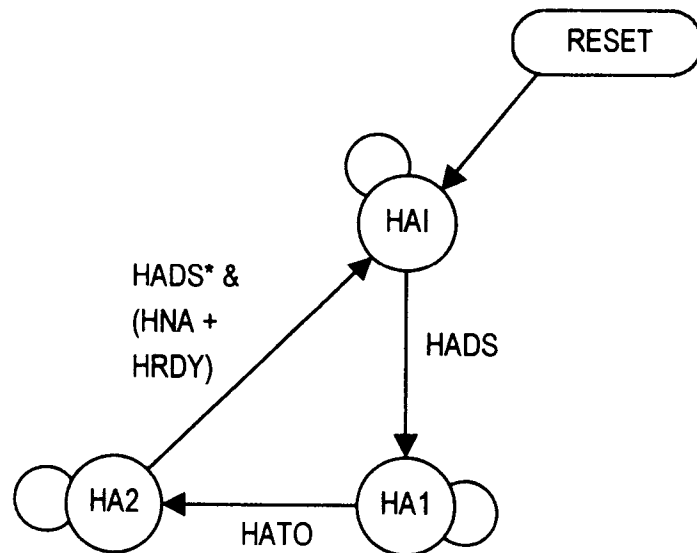 RESET
HAI
HADS* &
(HNA +
HRDY)
HADS
HA2
HATO
HA1